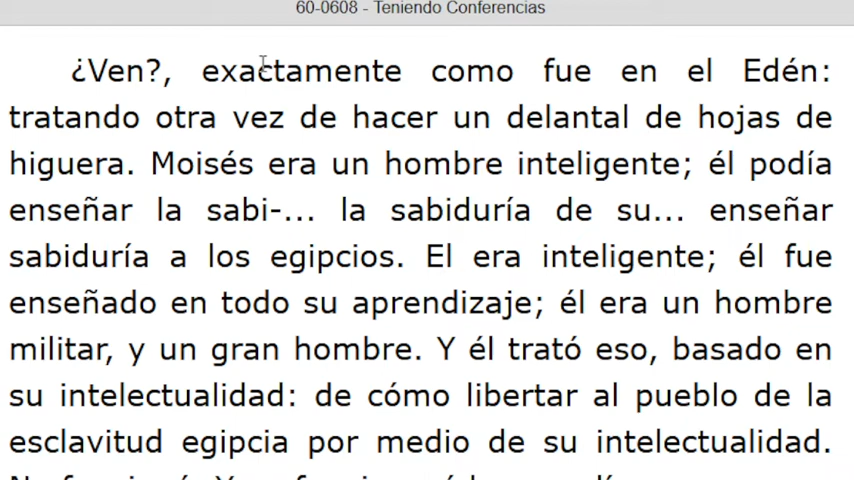 60-0608 - Teniendo Conferencias
¿Ven?, exactamente como fue en el Edén:
tratando otra vez de hacer un delantal de hojas de
higuera. Moisés era un hombre inteligente; él podía
enseñar la sabi-... la sabiduría de su... enseñar
sabiduría a los egipcios. El era inteligente; él fue
enseñado en todo su aprendizaje; él era un hombre
militar, y un gran hombre. Y él trató eso, basado en
su intelectualidad: de cómo libertar al pueblo de la
esclavitud egipcia por medio de su intelectualidad.